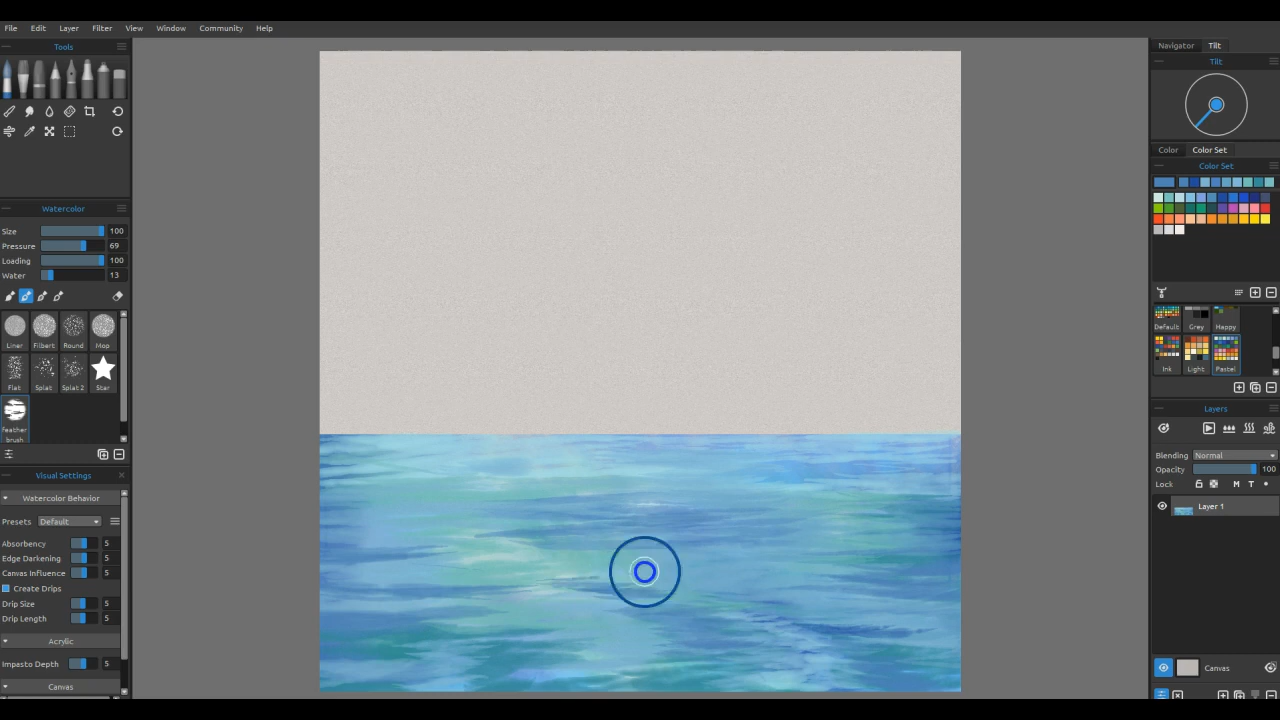 File Edit Layer Filter View Window Community Help
Tools
Watercolor
Size 100
Pressure 69
Loading 100
Water 13
Liner Filbert Round Mop
Flat Splat Splat 2 Star
Feather
brush
Visual Settings
Watercolor Behavior
Presets Default
Absorbency 5
Edge Darkening 5
Canvas Influence 5
Create Drips
Drip Size 5
Drip Length 5
Acrylic
Impasto Depth 5
Canvas
Navigator Tilt
Tilt
Color Color Set
Color Set
Default Grey Happy
Ink Light Pastel
Layers
Blending Normal
Opacity 100
Lock M T
Layer 1
Canvas